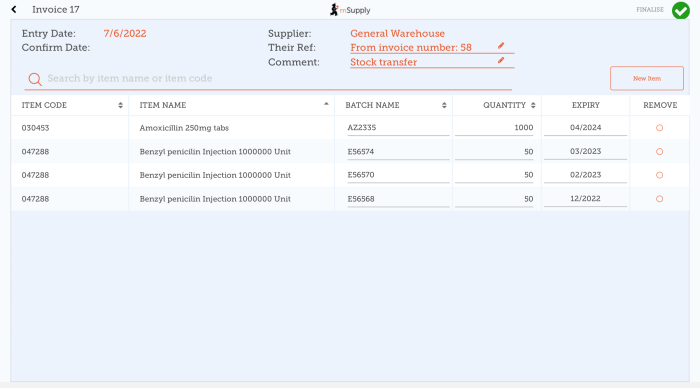 Invoice 17
mSupply
FINALISE
Entry Date: 7/6/2022
Supplier: General Warehouse
Confirm Date:
Their Ref: From invoice number: 58
Comment: Stock transfer
Search by item name or item code
New Item
ITEM CODE ITEM NAME BATCH NAME QUANTITY EXPIRY REMOVE
030453 Amoxicillin 250mg tabs AZ2335 1000 04/2024
047288 Benzyl penicilin Injection 1000000 Unit E56574 50 03/2023
047288 Benzyl penicilin Injection 1000000 Unit E56570 50 02/2023
047288 Benzyl penicilin Injection 1000000 Unit E56568 50 12/2022